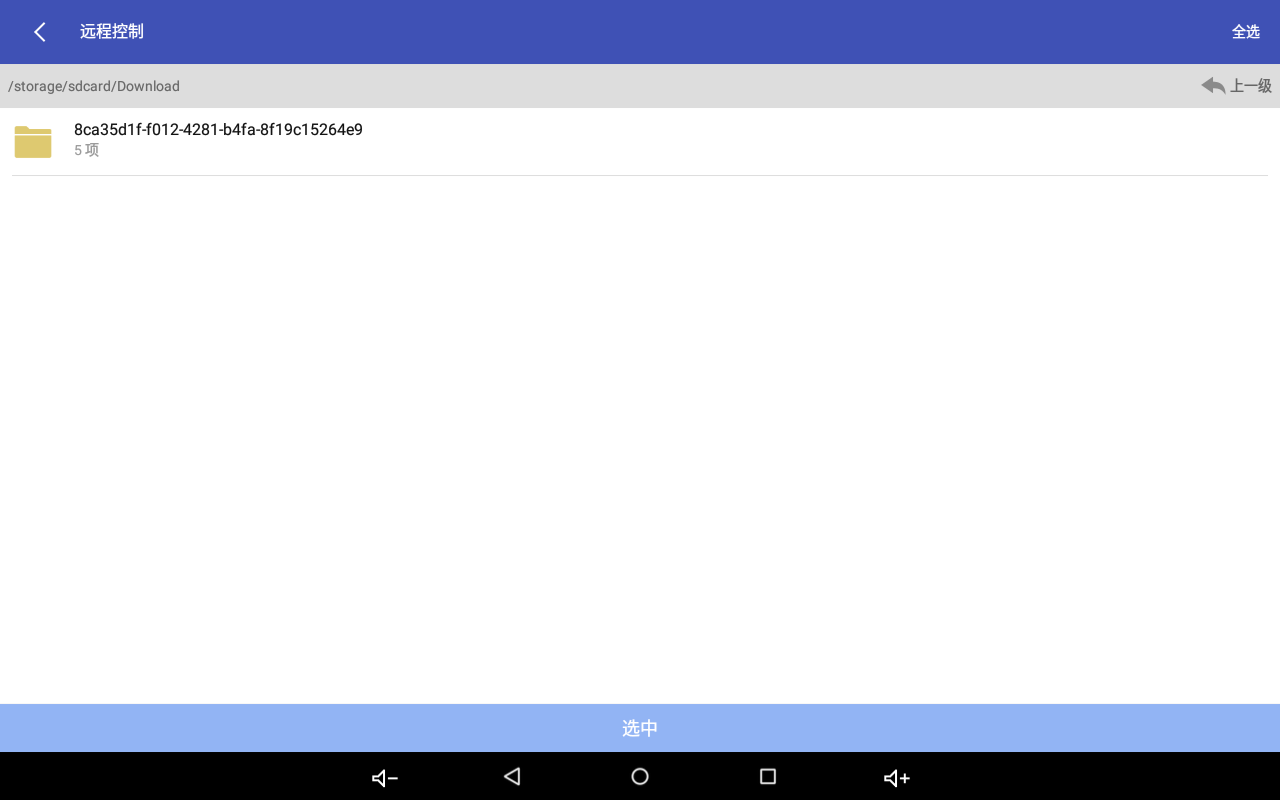 远程控制
全选
/storage/sdcard/Download
上一级
8ca35d1f-f012-4281-b4fa-8f19c15264e9
5 项
选中